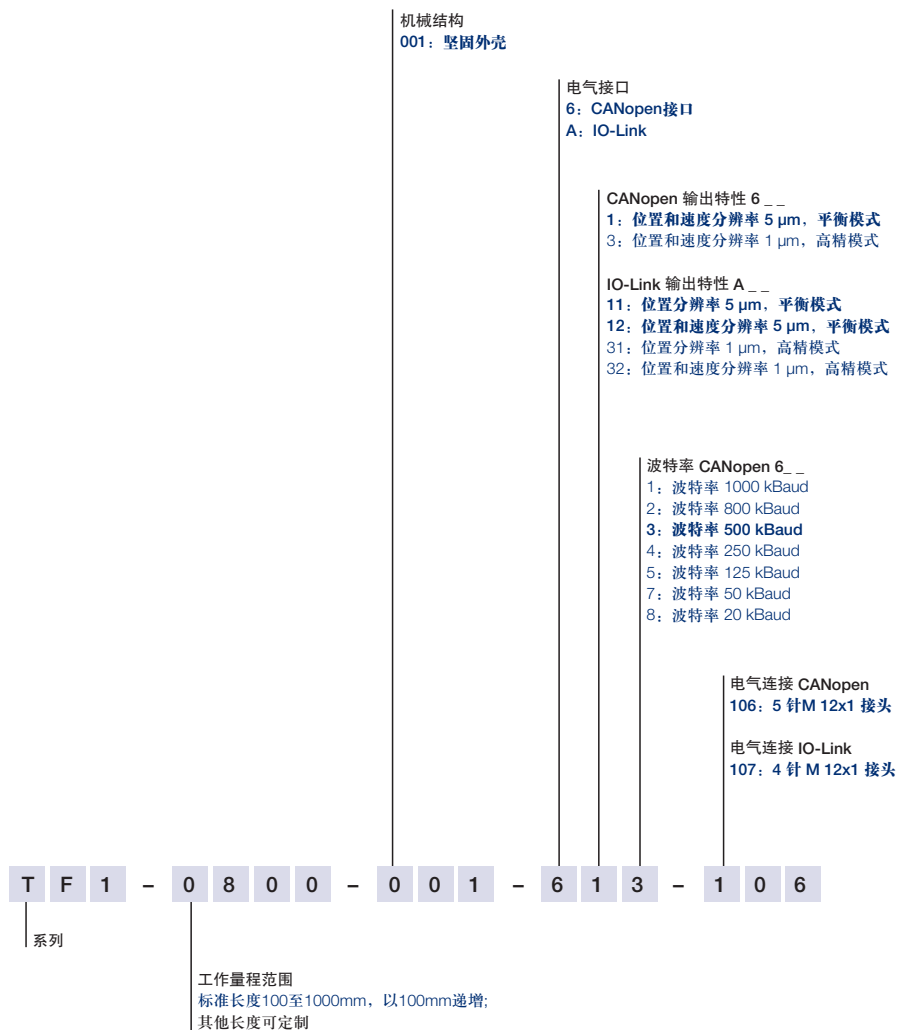 机械结构
001：坚固外壳
电气接口
6：CANopen接口
A：IO-Link
CANopen 输出特性 6 _ _
1：位置和速度分辨率 5 µm，平衡模式
3：位置和速度分辨率 1 µm，高精模式
IO-Link 输出特性 A _ _
11：位置分辨率 5 µm，平衡模式
12：位置和速度分辨率 5 µm，平衡模式
31：位置分辨率 1 µm，高精模式
32：位置和速度分辨率 1 µm，高精模式
波特率 CANopen 6_ _
1：波特率 1000 kBaud
2：波特率 800 kBaud
3：波特率 500 kBaud
4：波特率 250 kBaud
5：波特率 125 kBaud
7：波特率 50 kBaud
8：波特率 20 kBaud
电气连接 CANopen
106：5 针M 12x1 接头
电气连接 IO-Link
107：4 针 M 12x1 接头
T F 1 – 0 8 0 0 – 0 0 1 – 6 1 3 – 1 0 6
系列
工作量程范围
标准长度100至1000mm，以100mm递增;
其他长度可定制